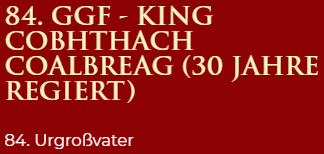 84. GGF - KING
COBHTHACH
COALBREAG (30 JAHRE
REGIERT)
84. Urgroßvater